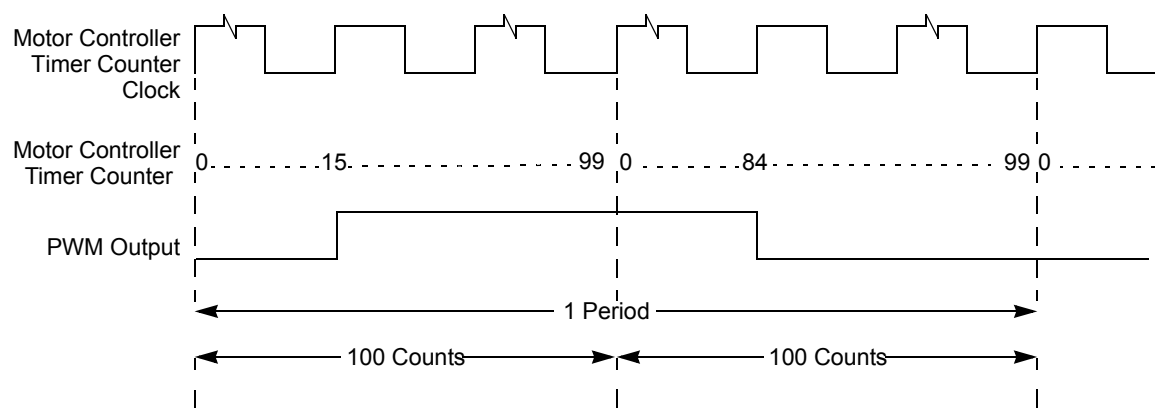 Motor Controller
Timer Counter
Clock
Motor Controller
Timer Counter
0 15 99 0 84 99 0
PWM Output
1 Period
100 Counts 100 Counts